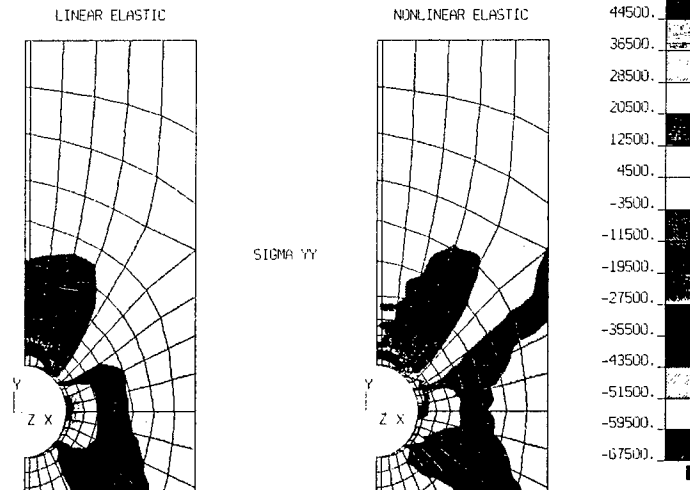 LINEAR ELASTIC
NONLINEAR ELASTIC
SIGMA YY
Y
Z X
Y
Z X
44500.
36500.
28500.
20500.
12500.
4500.
-3500.
-11500.
-19500.
-27500.
-35500.
-43500.
-51500.
-59500.
-67500.